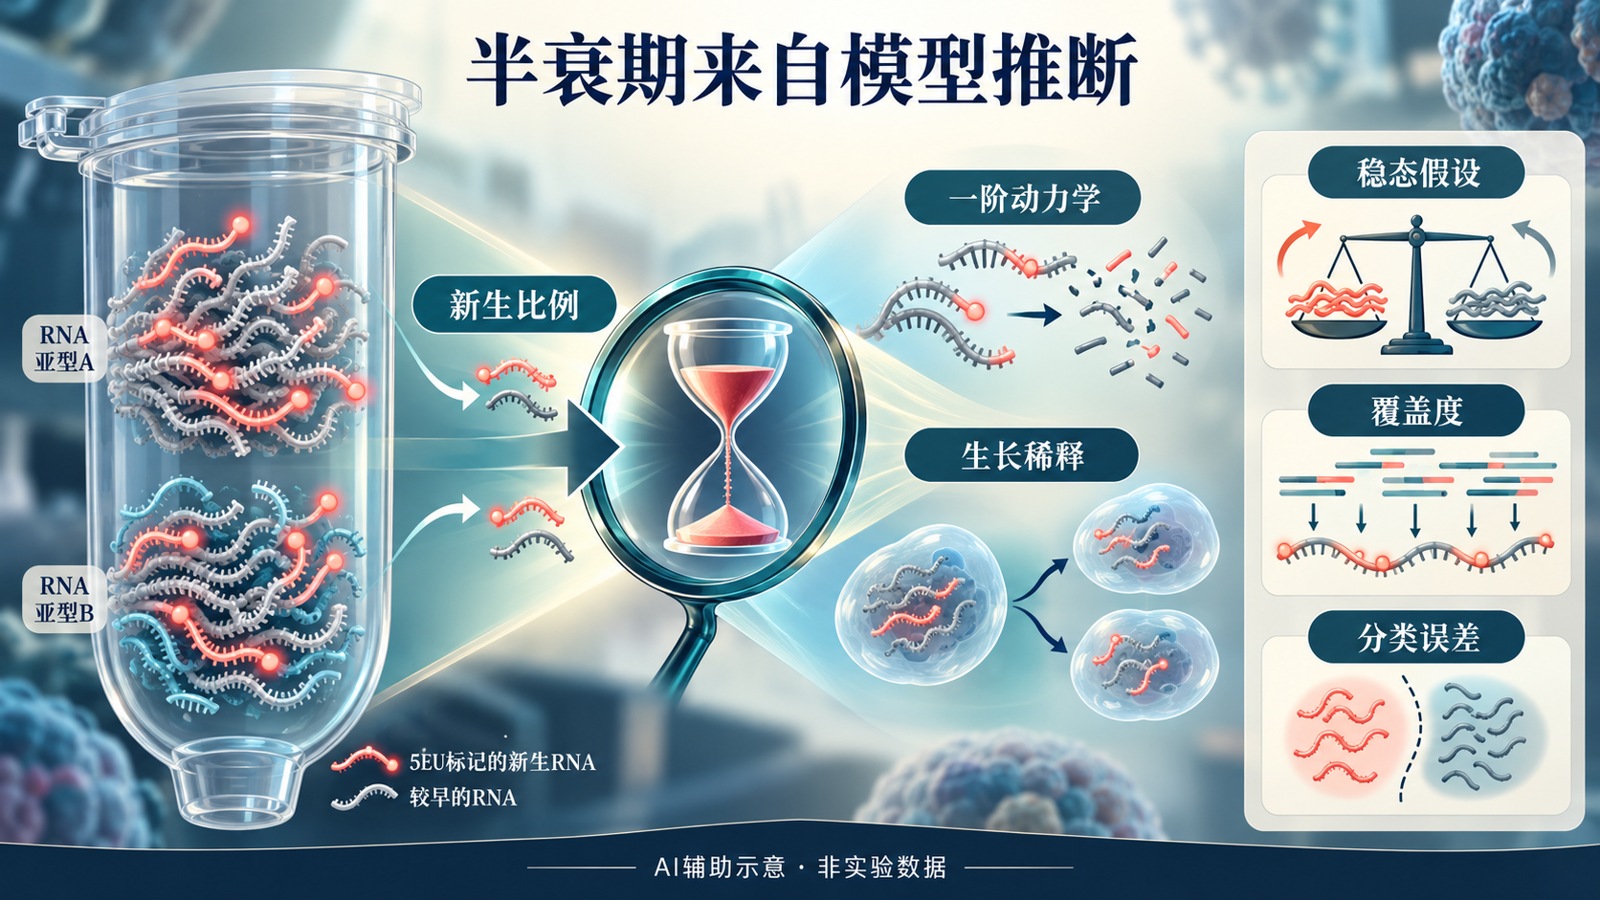 半衰期来自模型推断
RNA
亚型A
RNA
亚型B
新生比例
一阶动力学
生长稀释
稳态假设
覆盖度
分类误差
5EU标记的新生RNA
较早的RNA
AI辅助示意 · 非实验数据